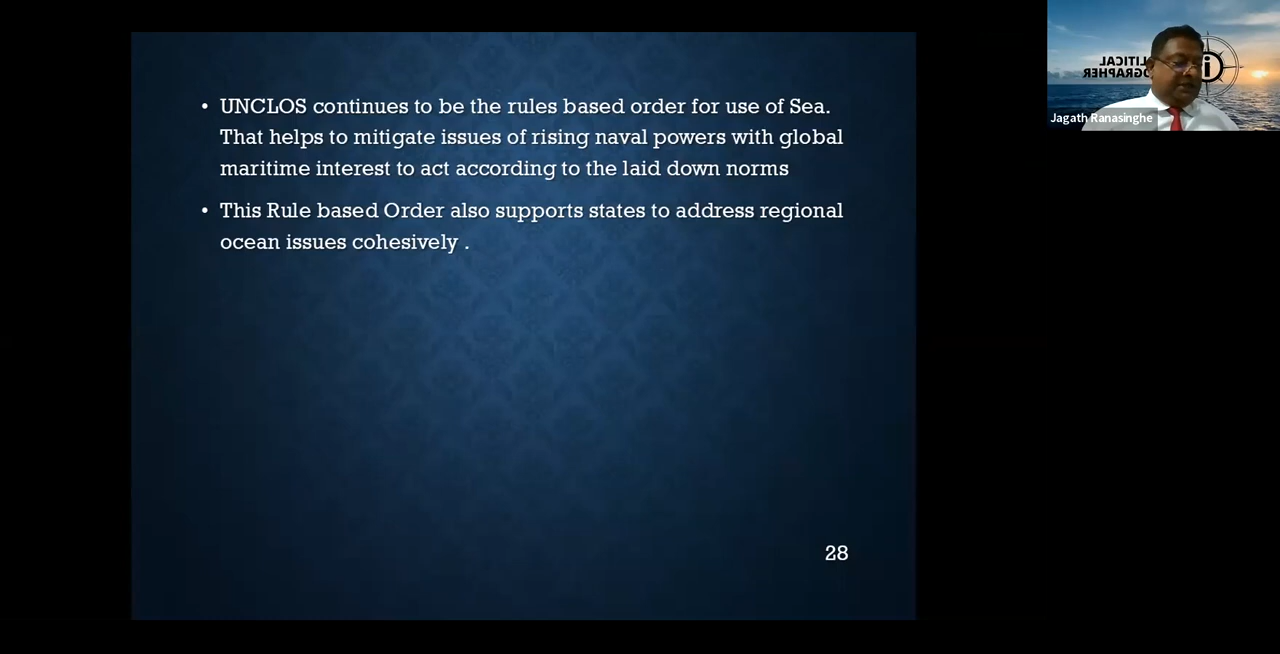 • UNCLOS continues to be the rules based order for use of Sea.
That helps to mitigate issues of rising naval powers with global
maritime interest to act according to the laid down norms
• This Rule based Order also supports states to address regional
ocean issues cohesively .
28
LITICAL
OGRAPHER
i
Jagath Ranasinghe